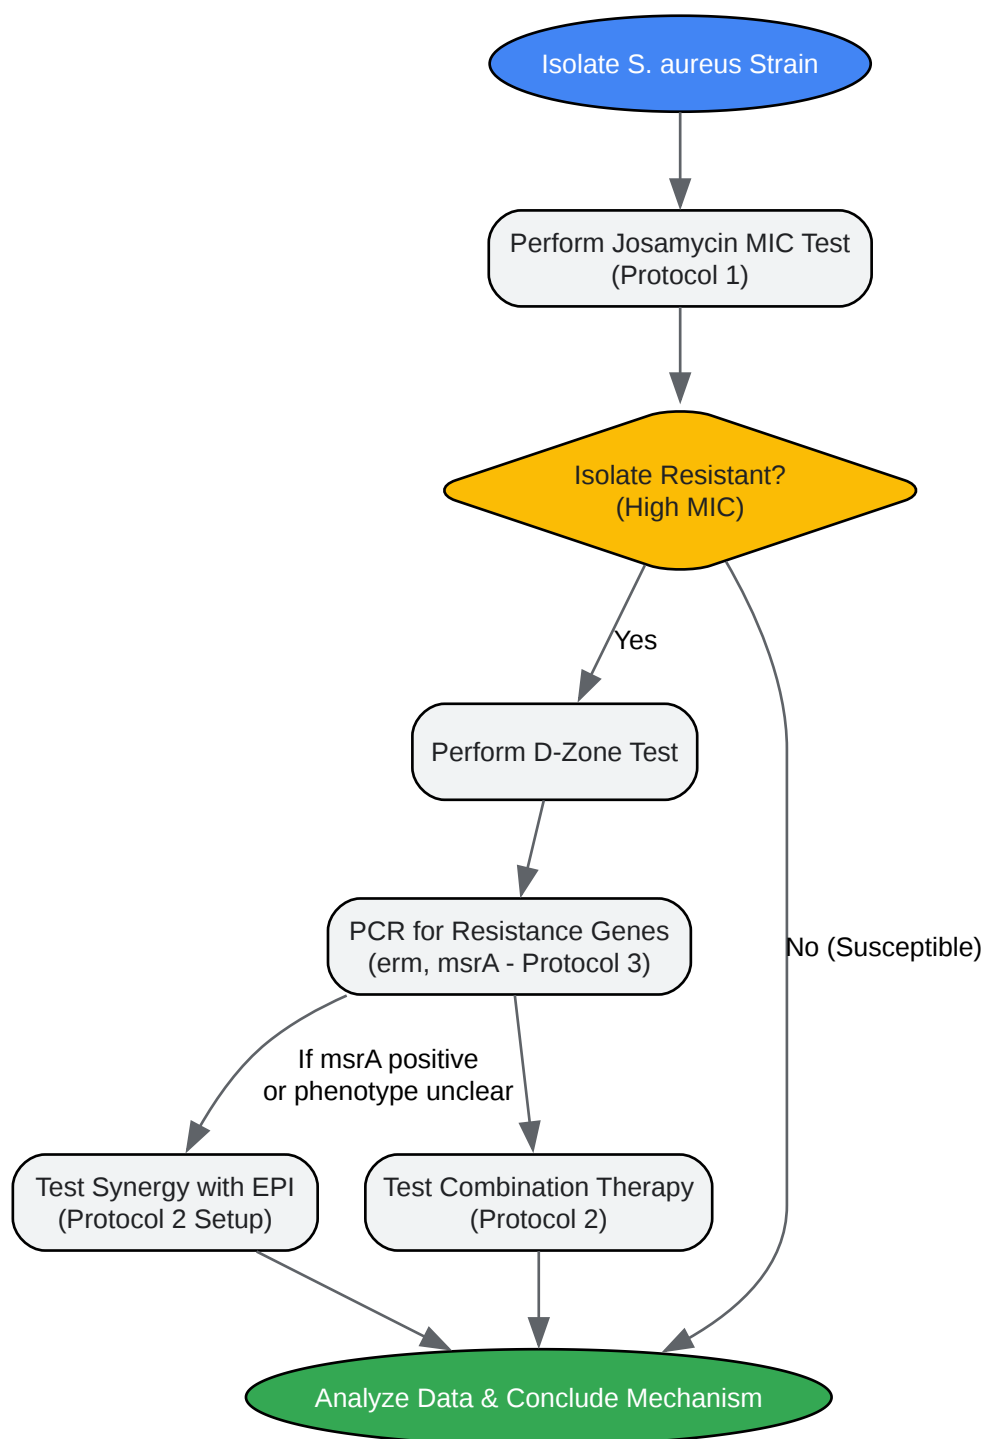 Isolate S. aureus Strain
Perform Josamycin MIC Test
(Protocol 1)
Isolate Resistant?
(High MIC)
Yes
Perform D-Zone Test
PCR for Resistance Genes
(erm, msrA - Protocol 3)
No (Susceptible)
If msrA positive
or phenotype unclear
Test Synergy with EPI
(Protocol 2 Setup)
Test Combination Therapy
(Protocol 2)
Analyze Data & Conclude Mechanism